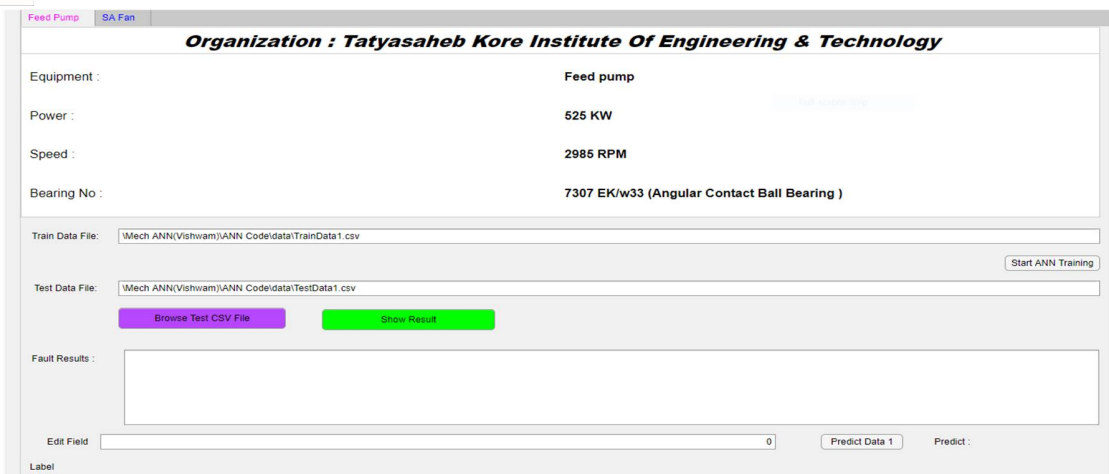 Feed Pump SA Fan
Organization : Tatyasaheb Kore Institute Of Engineering & Technology
Equipment : Feed pump
Power : 525 KW
Speed : 2985 RPM
Bearing No : 7307 EK/w33 (Angular Contact Ball Bearing )
Train Data File: \Mech ANN(Vishwam)\ANN Code\data\TrainData1.csv
Start ANN Training
Test Data File: \Mech ANN(Vishwam)\ANN Code\data\TestData1.csv
Browse Test CSV File Show Result
Fault Results :
Edit Field 0 Predict Data 1 Predict :
Label